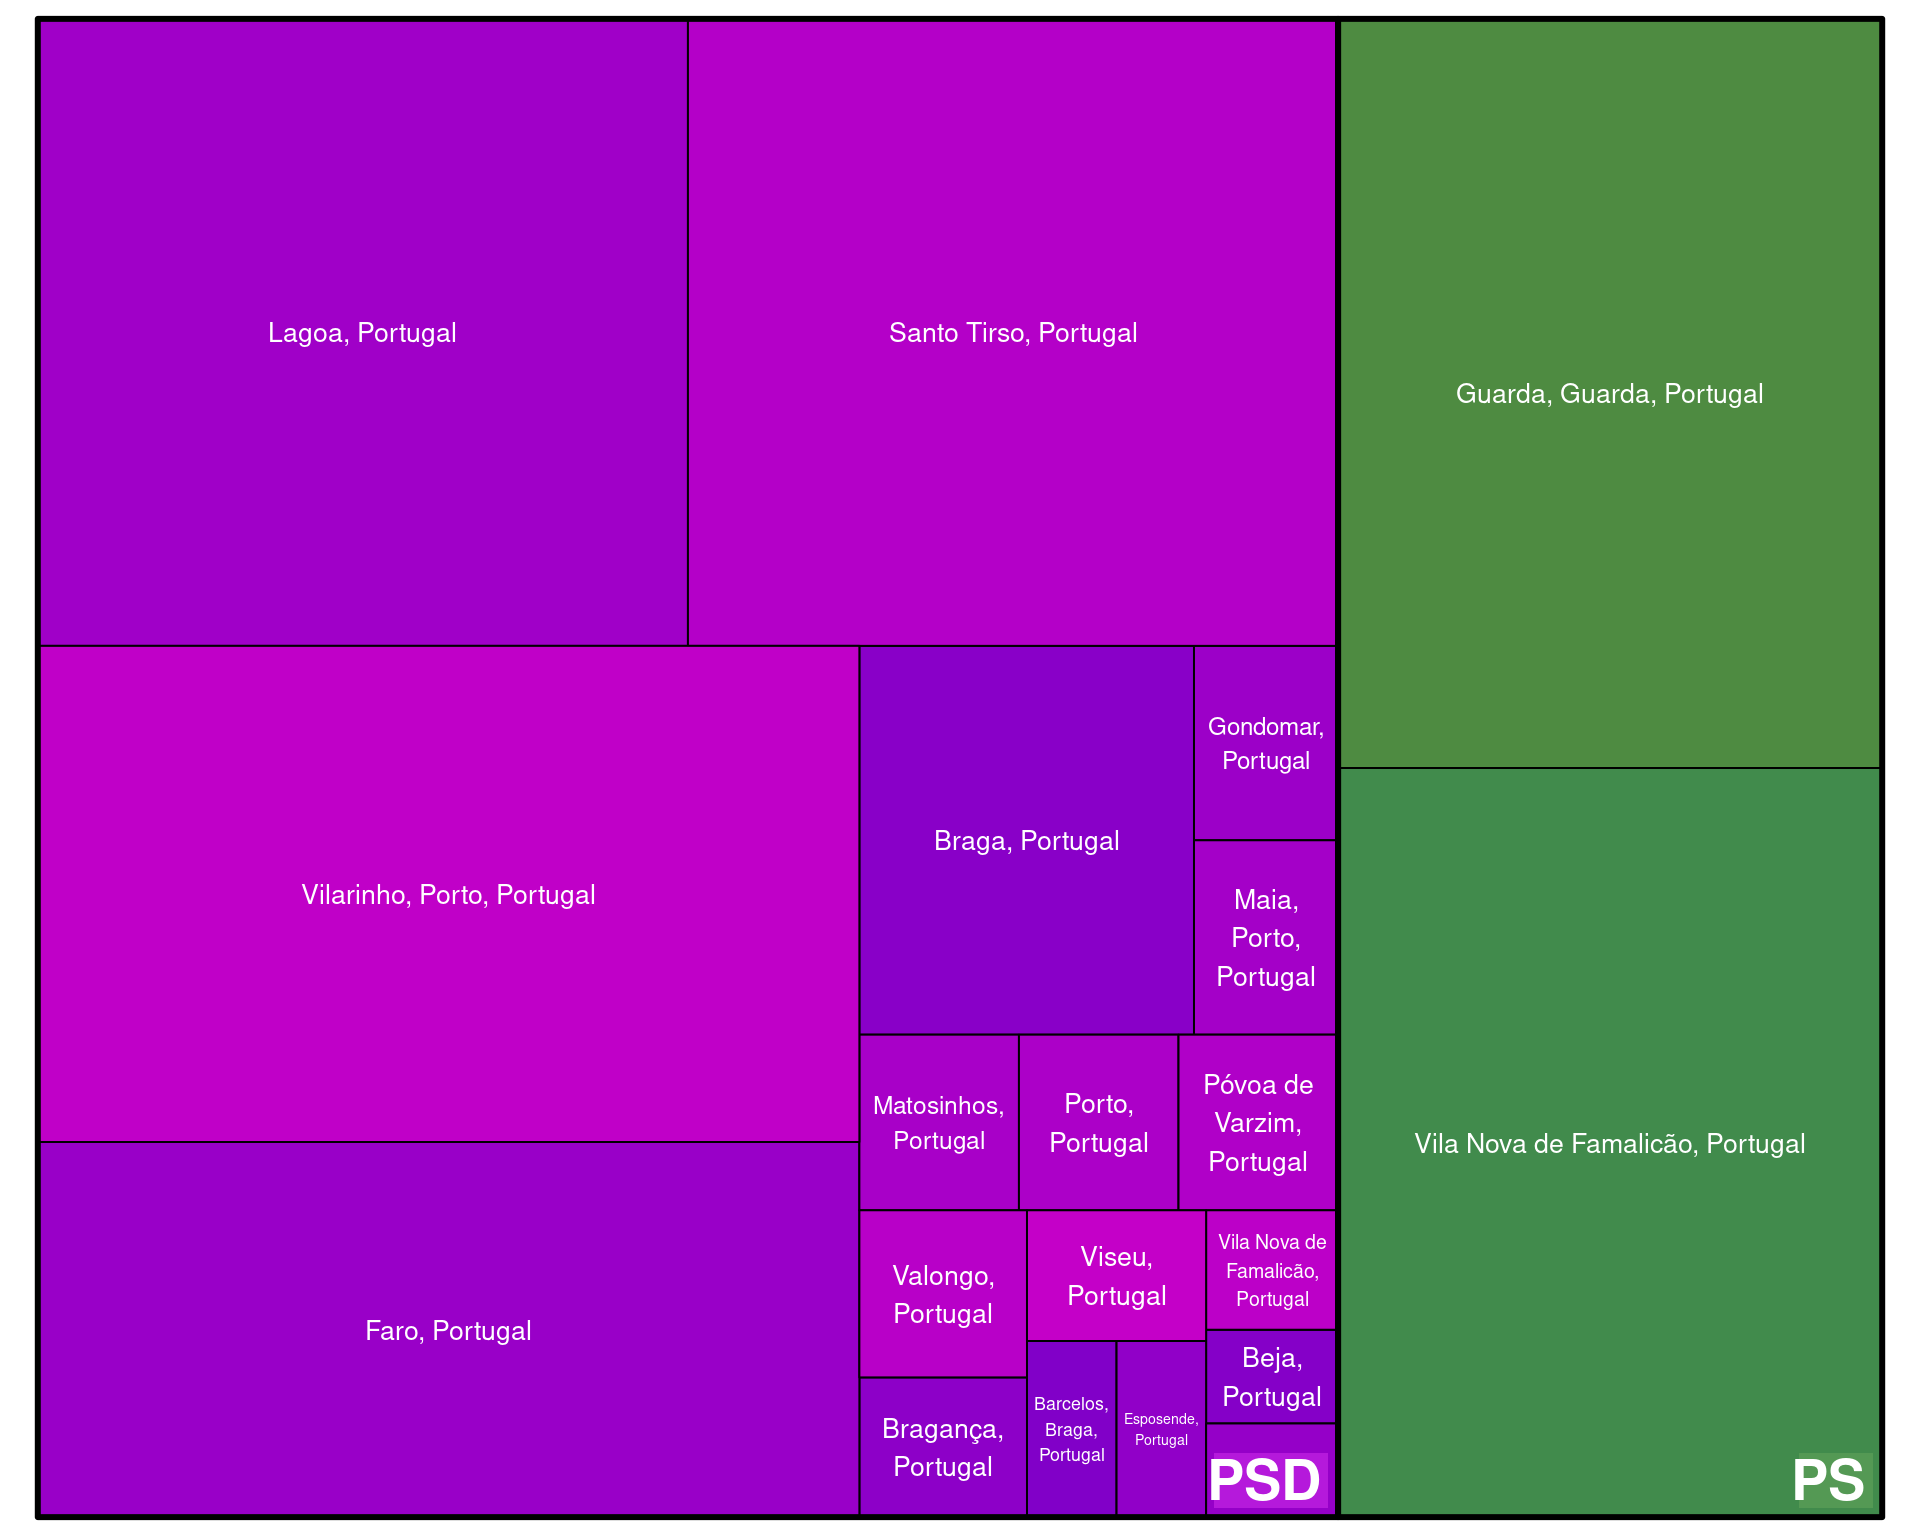 Lagoa, Portugal
Santo Tirso, Portugal
Guarda, Guarda, Portugal
Vilarinho, Porto, Portugal
Braga, Portugal
Gondomar,
Portugal
Maia,
Porto,
Portugal
Matosinhos,
Portugal
Porto,
Portugal
Póvoa de
Varzim,
Portugal
Vila Nova de Famalicão, Portugal
Faro, Portugal
Valongo,
Portugal
Viseu,
Portugal
Vila Nova de
Famalicão,
Portugal
Beja,
Portugal
Bragança,
Portugal
Barcelos,
Braga,
Portugal
Esposende,
Portugal
PSD
PS